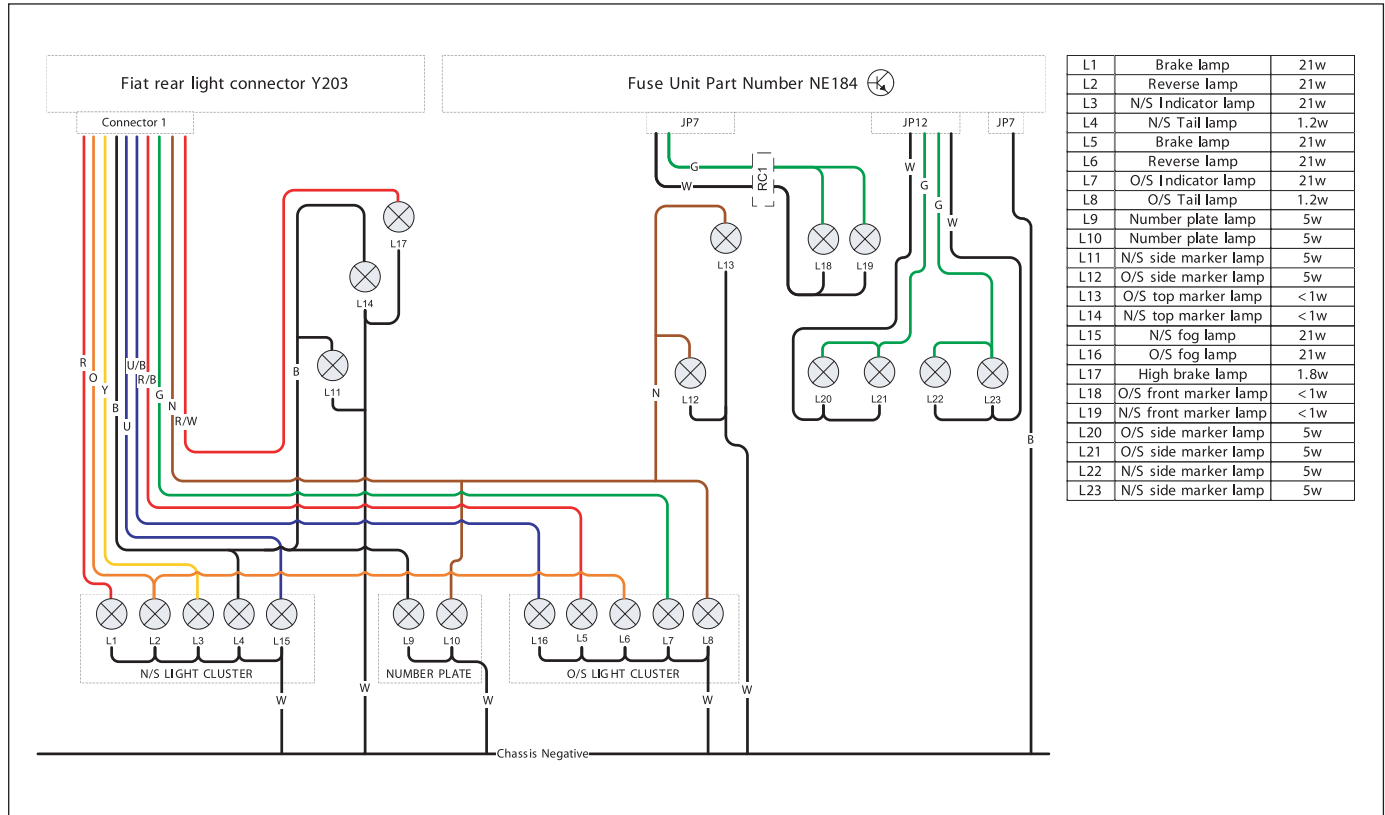 Fiat rear light connector Y203
Fuse Unit Part Number NE184
Connector 1
JP7
JP12
JP7
L1 Brake lamp 21w
L2 Reverse lamp 21w
L3 N/S Indicator lamp 21w
L4 N/S Tail lamp 1.2w
L5 Brake lamp 21w
L6 Reverse lamp 21w
L7 O/S Indicator lamp 21w
L8 O/S Tail lamp 1.2w
L9 Number plate lamp 5w
L10 Number plate lamp 5w
L11 N/S side marker lamp 5w
L12 O/S side marker lamp 5w
L13 O/S top marker lamp <1w
L14 N/S top marker lamp <1w
L15 N/S fog lamp 21w
L16 O/S fog lamp 21w
L17 High brake lamp 1.8w
L18 O/S front marker lamp <1w
L19 N/S front marker lamp <1w
L20 O/S side marker lamp 5w
L21 O/S side marker lamp 5w
L22 N/S side marker lamp 5w
L23 N/S side marker lamp 5w
G
W
RC1
W
G
G
W
L17
L14
L13
L18
L19
R
O
Y
B
U
U/B
R/B
G
N
R/W
B
L11
N
L12
L20
L21
L22
L23
B
L1
L2
L3
L4
L15
L9
L10
L16
L5
L6
L7
L8
N/S LIGHT CLUSTER
NUMBER PLATE
O/S LIGHT CLUSTER
W
W
W
W
W
Chassis Negative